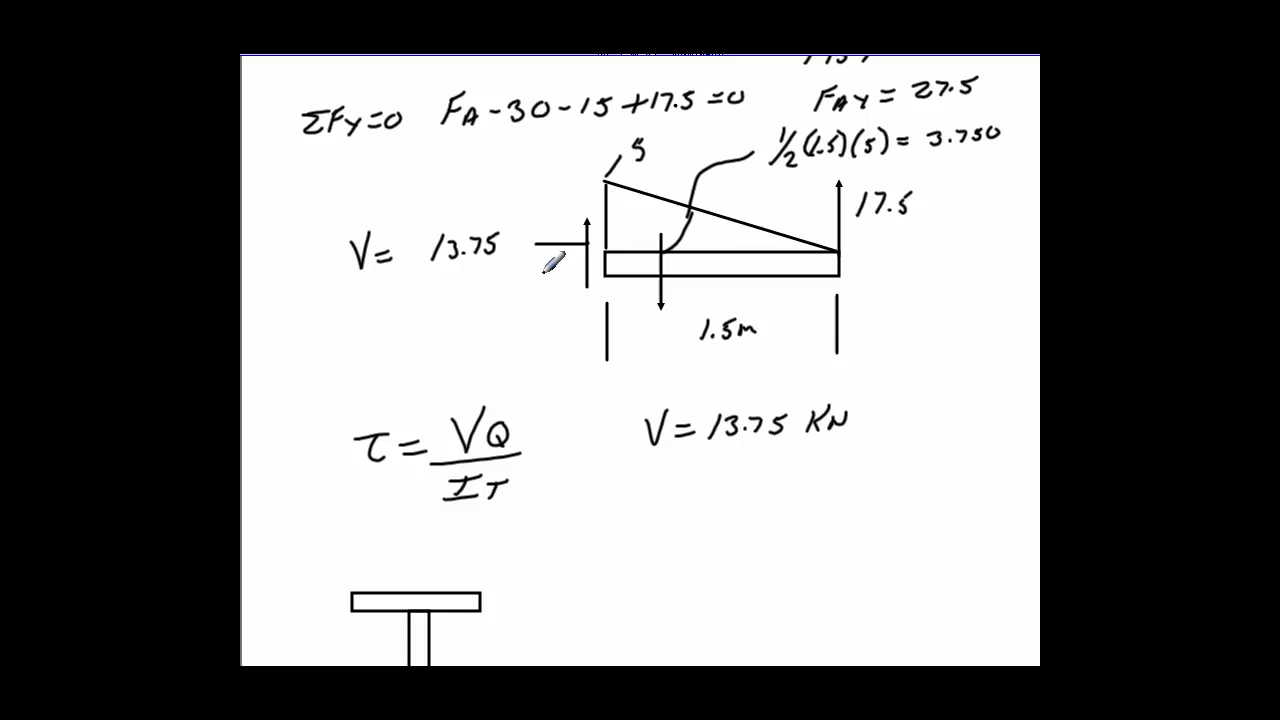 ΣFY=0 FA-30-15+17.5=0
FAY = 27.5
5
1/2(1.5)(5) = 3.750
17.5
V= 13.75
1.5m
τ = VQ / IT
V = 13.75 KN